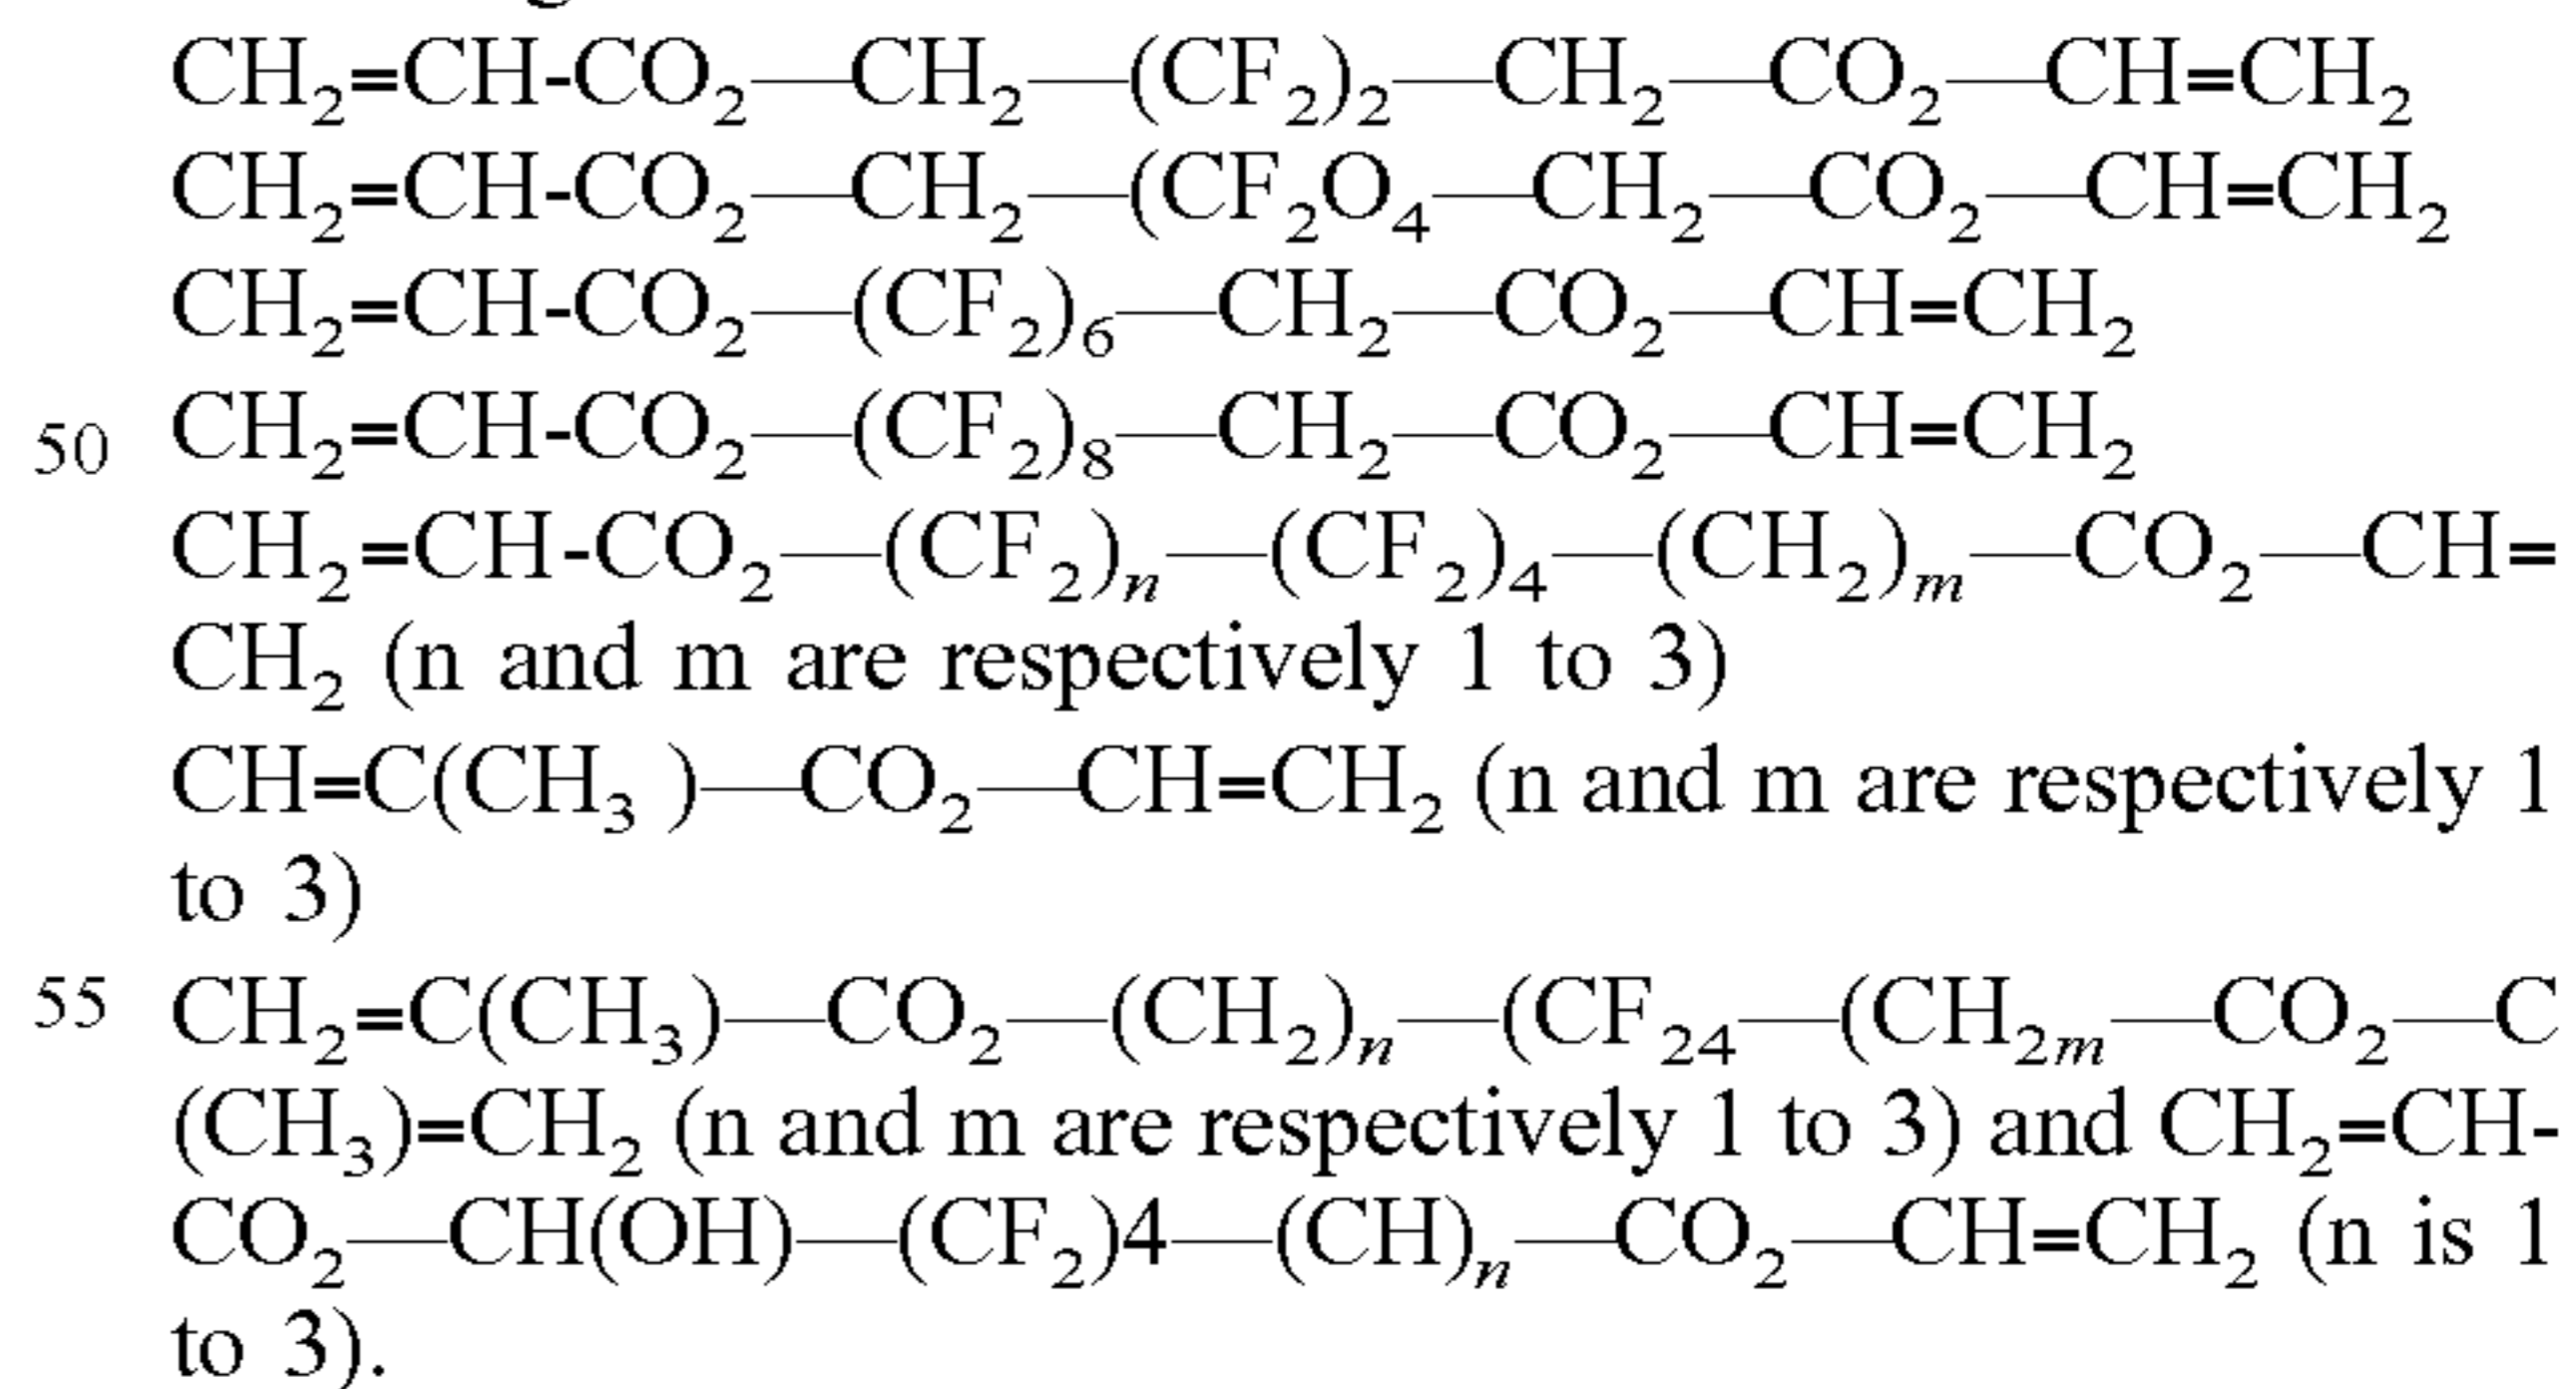 CH₂=CH-CO₂—CH₂—(CF₂)₂—CH₂—CO₂—CH=CH₂
CH₂=CH-CO₂—CH₂—(CF₂O₄—CH₂—CO₂—CH=CH₂
CH₂=CH-CO₂—(CF₂)₆—CH₂—CO₂—CH=CH₂
50 CH₂=CH-CO₂—(CF₂)₈—CH₂—CO₂—CH=CH₂
CH₂=CH-CO₂—(CF₂)ₙ—(CF₂)₄—(CH₂)ₘ—CO₂—CH=
CH₂ (n and m are respectively 1 to 3)
CH=C(CH₃ )—CO₂—CH=CH₂ (n and m are respectively 1
to 3)
55 CH₂=C(CH₃)—CO₂—(CH₂)ₙ—(CF₂₄—(CH₂ₘ—CO₂—C
(CH₃)=CH₂ (n and m are respectively 1 to 3) and CH₂=CH-
CO₂—CH(OH)—(CF₂)4—(CH)ₙ—CO₂—CH=CH₂ (n is 1
to 3).